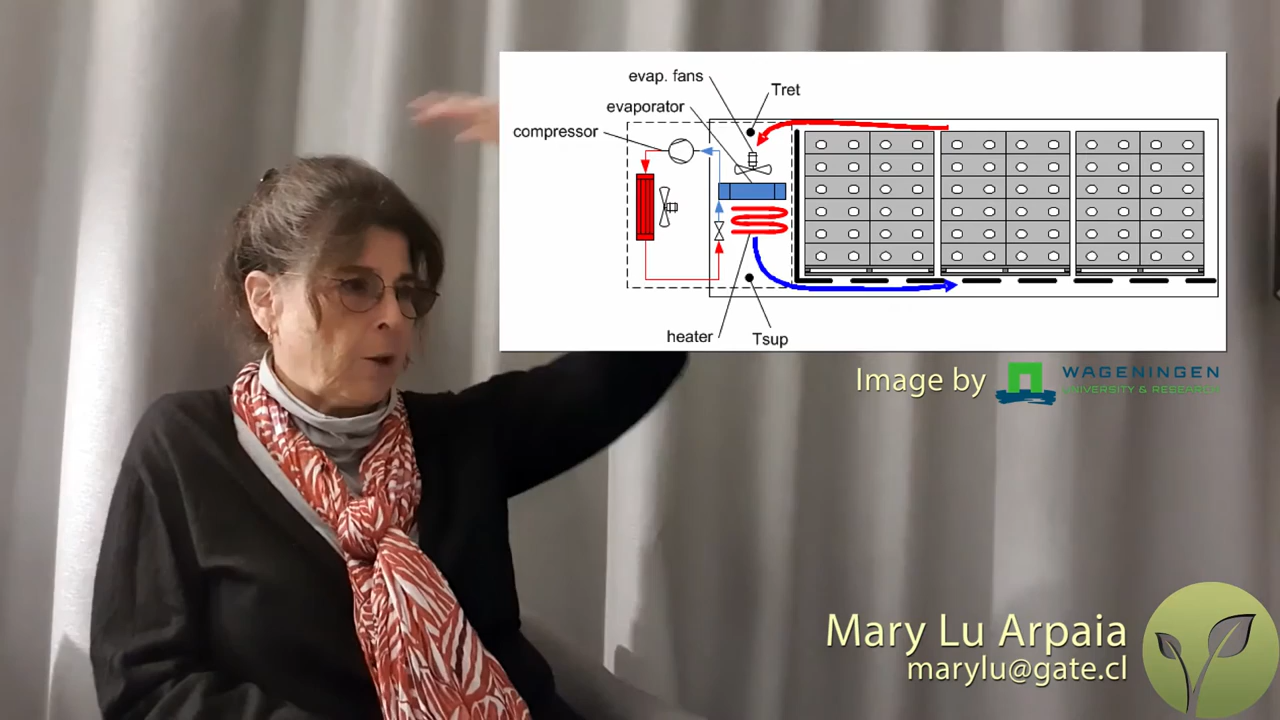 evap. fans
Tret
evaporator
compressor
heater
Tsup
Image by
WAGENINGEN
UNIVERSITY & RESEARCH
Mary Lu Arpaia
marylu@gate.cl